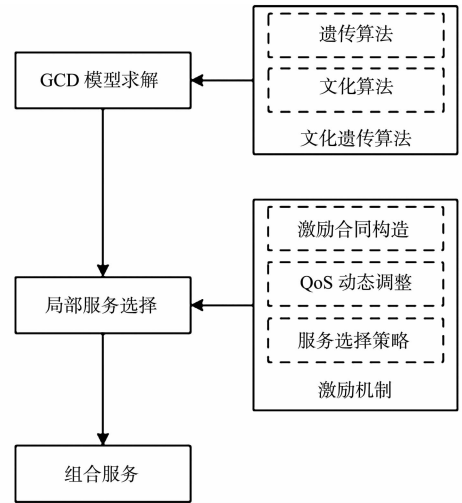 遗传算法
GCD 模型求解
文化算法
文化遗传算法
激励合同构造
QoS 动态调整
局部服务选择
服务选择策略
激励机制
组合服务